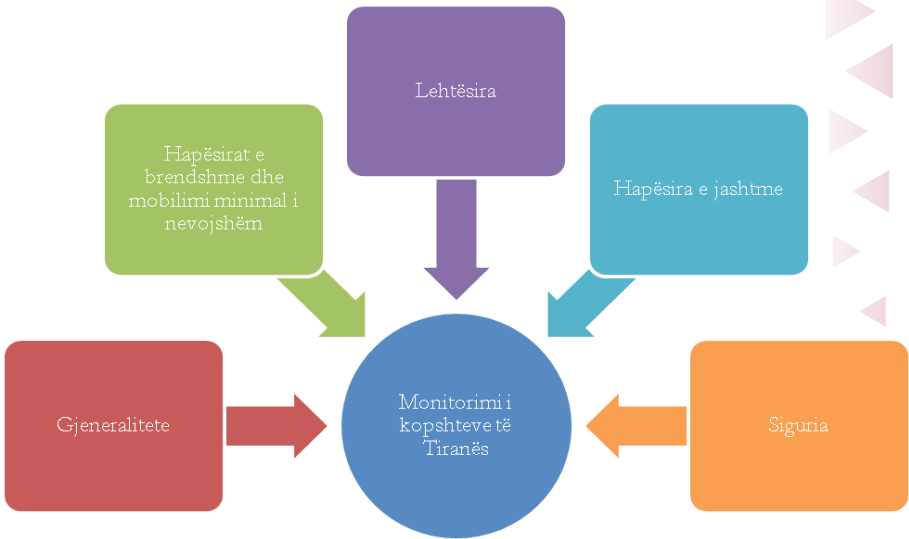 Lehtësira
Hapësirat e
brendshme dhe
mobilimi minimal i
nevojshëm
Hapësira e jashtme
Gjeneralitete
Monitorimi i
kopshteve të
Tiranës
Siguria